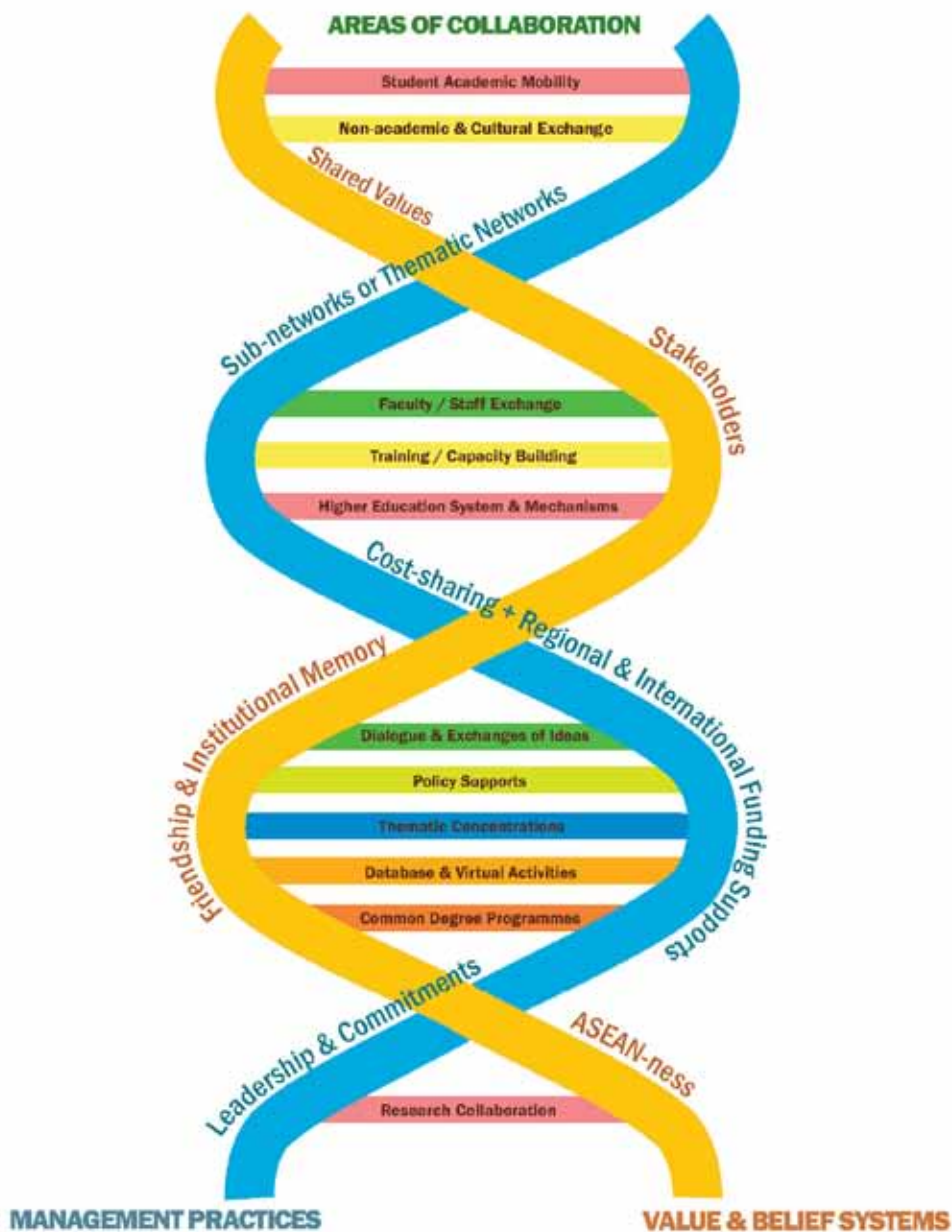 AREAS OF COLLABORATION
Student Academic Mobility
Non-academic & Cultural Exchange
Shared Values
Sub-networks or Thematic Networks
Stakeholders
Faculty / Staff Exchange
Training / Capacity Building
Higher Education System & Mechanisms
Cost-sharing + Regional & International Funding Supports
Friendship & Institutional Memory
Dialogue & Exchanges of Ideas
Policy Supports
Thematic Concentrations
Database & Virtual Activities
Common Degree Programmes
Leadership & Commitments
ASEAN-ness
Research Collaboration
MANAGEMENT PRACTICES
VALUE & BELIEF SYSTEMS